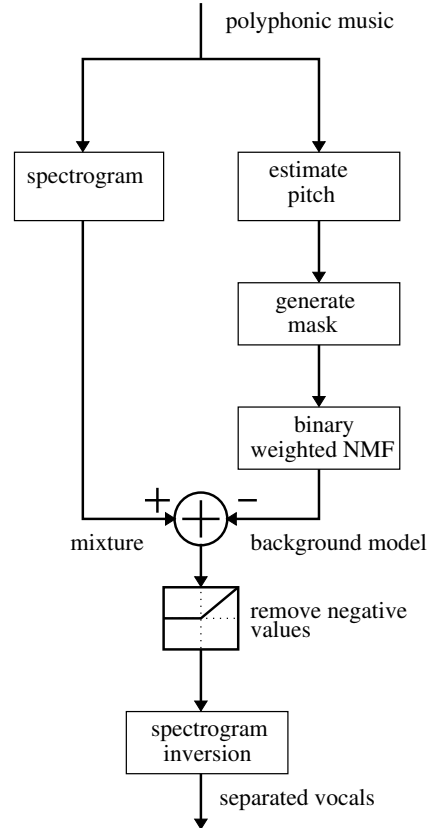 polyphonic music
spectrogram
estimate
pitch
generate
mask
binary
weighted NMF
+
−
+
mixture
background model
remove negative
values
spectrogram
inversion
separated vocals